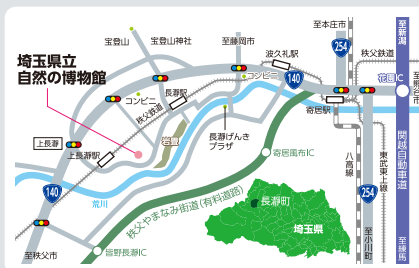 至本庄市
至新潟
宝登山
宝登山神社
至藤岡市
波久礼駅
254
秩父鉄道
埼玉県立
自然の博物館
コンビニ
140
花園IC
至熊谷市
コンビニ
長瀞駅
寄居駅
関越自動車道
秩父鉄道
長瀞げんき
プラザ
上長瀞
岩畳
上長瀞駅
寄居風布IC
八高線
東武東上線
140
荒川
秩父やまなみ街道(有料道路)
長瀞町
254
埼玉県
至秩父市
皆野長瀞IC
至小川町
至練馬